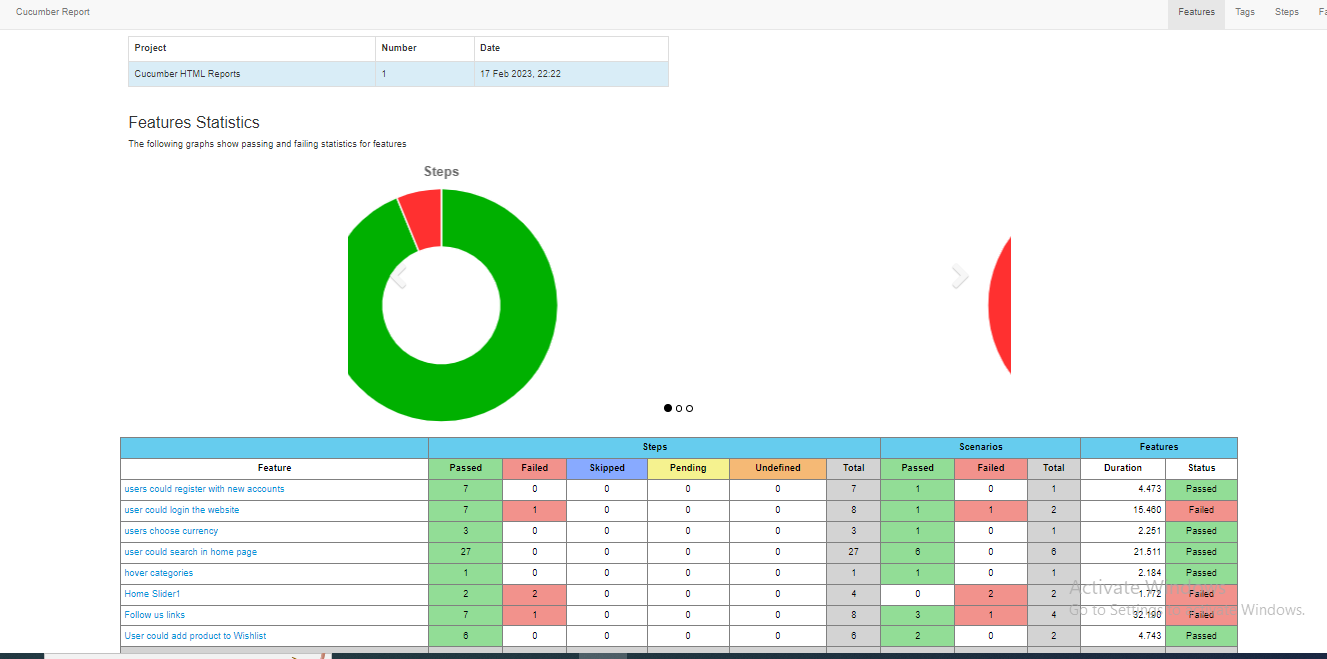 Cucumber Report Features Tags Steps
Project Number Date
Cucumber HTML Reports 1 17 Feb 2023, 22:22
Features Statistics
The following graphs show passing and failing statistics for features
Steps
Steps Scenarios Features
Feature Passed Failed Skipped Pending Undefined Total Passed Failed Total Duration Status
users could register with new accounts 7 0 0 0 0 7 1 0 1 4.473 Passed
user could login the website 7 1 0 0 0 8 1 1 2 15.460 Failed
users choose currency 3 0 0 0 0 3 1 0 1 2.251 Passed
user could search in home page 27 0 0 0 0 27 6 0 6 21.511 Passed
hover categories 1 0 0 0 0 1 1 0 1 2.184 Passed
Home Slider1 2 2 0 0 0 4 0 2 2 1.772 Failed
Follow us links 7 1 0 0 0 8 3 1 4 32.190 Failed
User could add product to Wishlist 6 0 0 0 0 6 2 0 2 4.743 Passed
Activate Windows
Go to Settings to activate Windows.